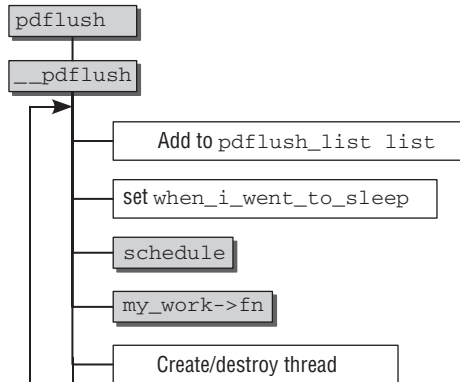 pdflush
__pdflush
Add to pdflush_list list
set when_i_went_to_sleep
schedule
my_work->fn
Create/destroy thread